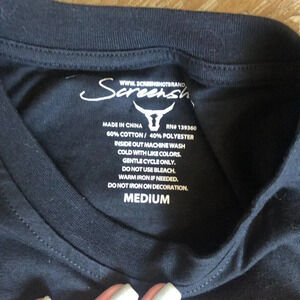 WWW.SCREENSHOTBRAND
Screensh
MADE IN CHINA RN# 139360
60% COTTON / 40% POLYESTER
INSIDE OUT MACHINE WASH
COLD WITH LIKE COLORS.
GENTLE CYCLE ONLY.
DO NOT USE BLEACH.
WARM IRON IF NEEDED.
DO NOT IRON ON DECORATION.
MEDIUM